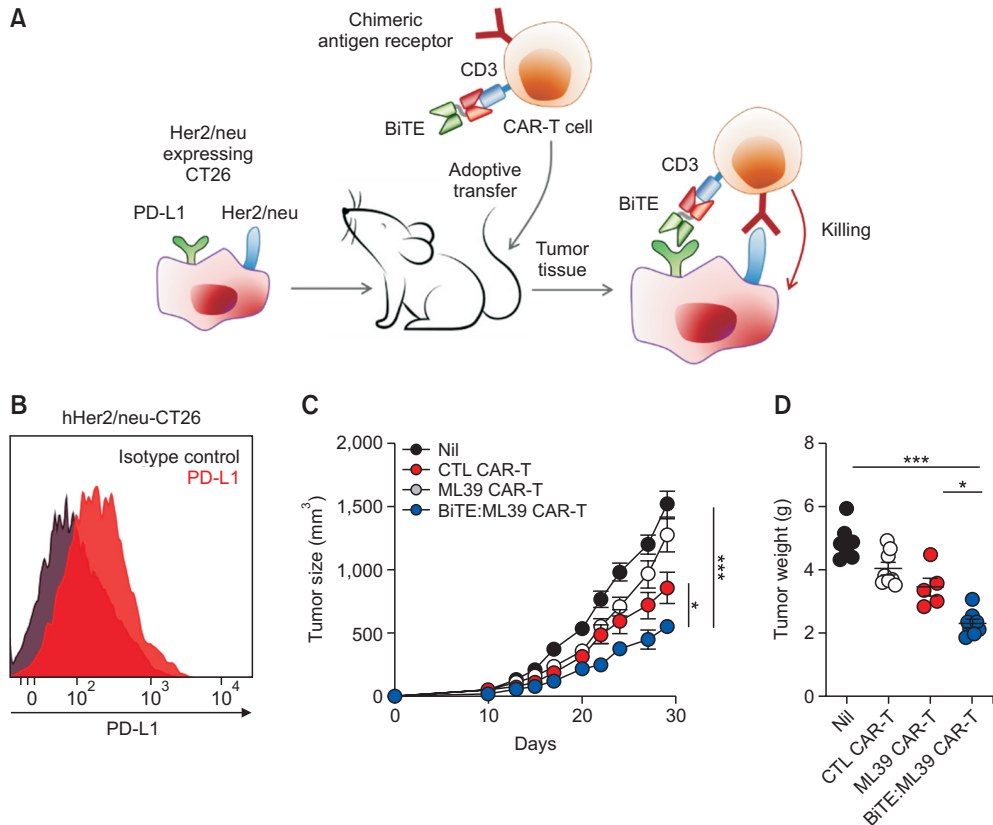 A
Chimeric
antigen receptor
CD3
BiTE
CAR-T cell
Her2/neu
expressing
CT26
PD-L1
Her2/neu
Adoptive
transfer
Tumor
tissue
CD3
BiTE
Killing
B
hHer2/neu-CT26
Isotype control
PD-L1
0
10^2
10^3
10^4
PD-L1
C
2,000
1,500
1,000
500
0
Tumor size (mm^3)
Nil
CTL CAR-T
ML39 CAR-T
BiTE:ML39 CAR-T
***
*
0
10
20
30
Days
D
8
6
4
2
0
Tumor weight (g)
***
*
Nil
CTL CAR-T
ML39 CAR-T
BiTE:ML39 CAR-T